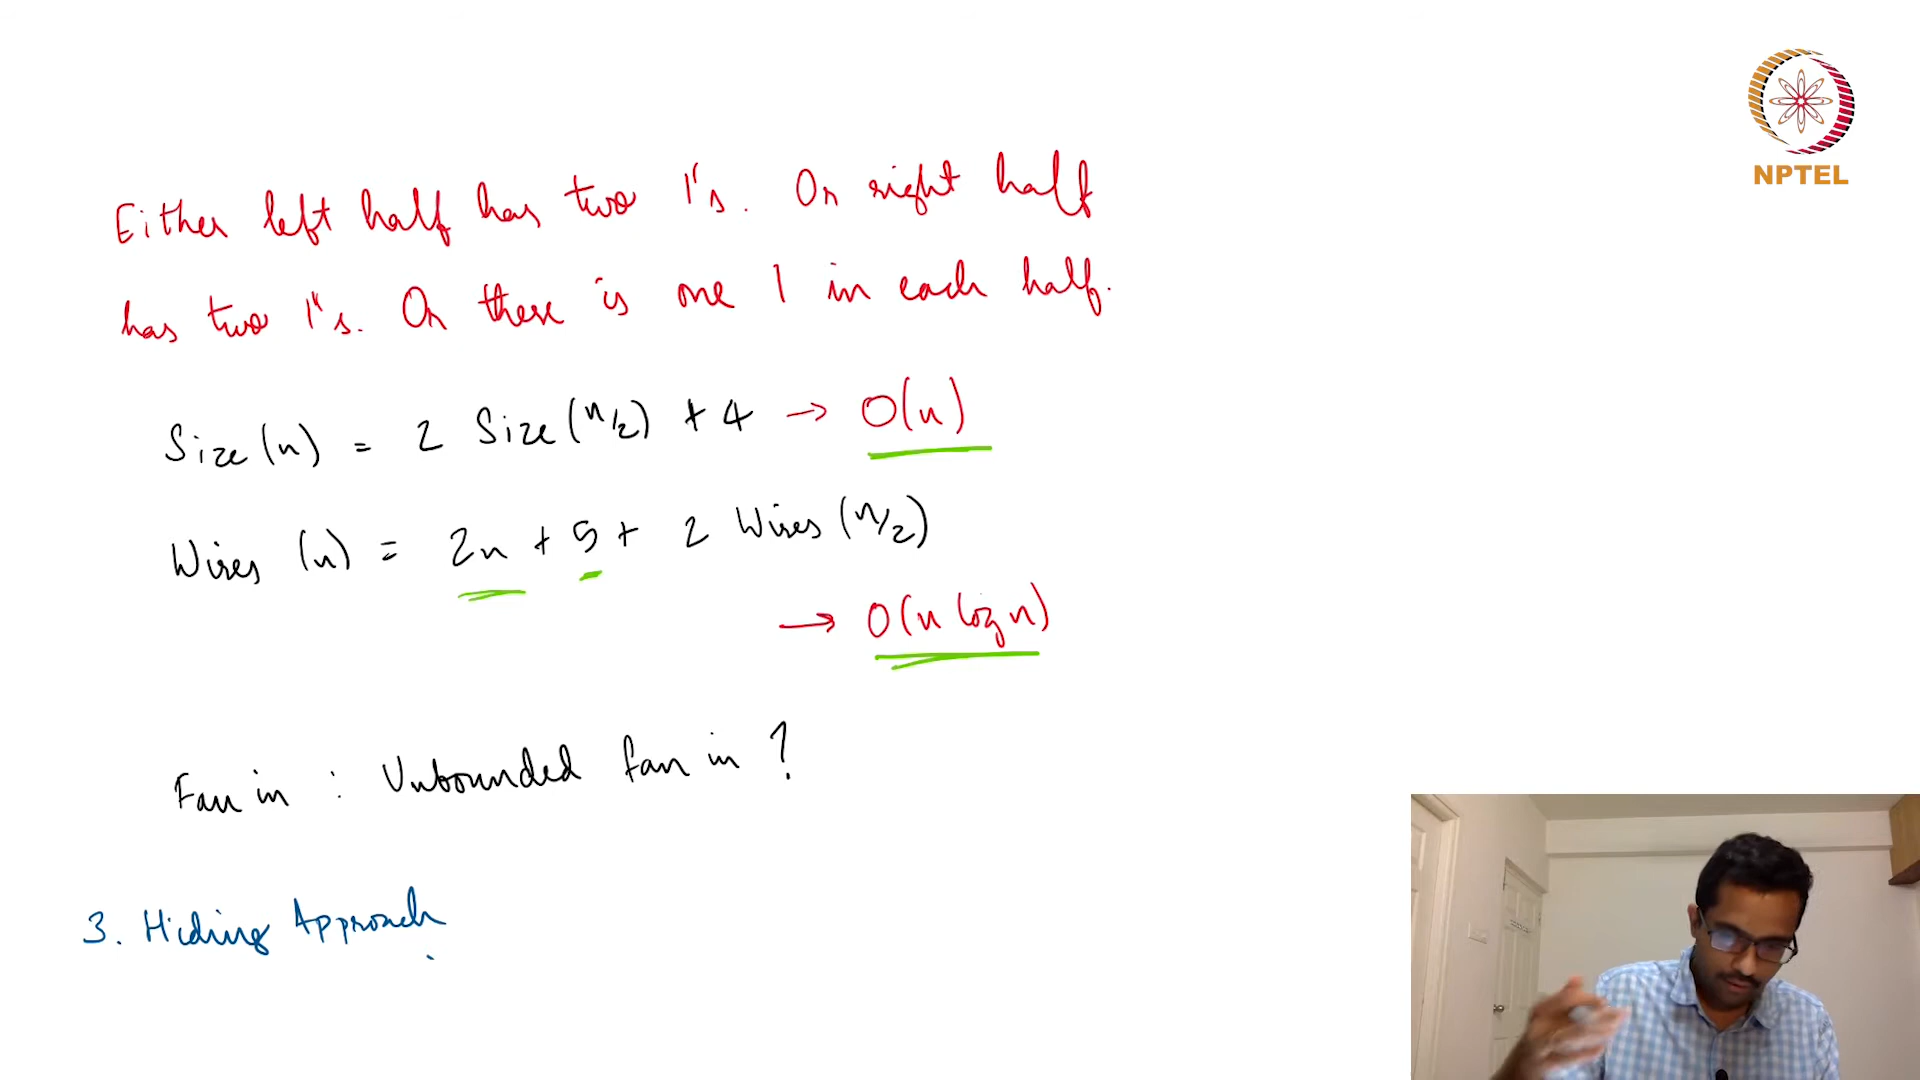 NPTEL
Either left half has two 1's. Or right half
has two 1's. Or there is one 1 in each half.
Size (n) = 2 Size (n/2) + 4 → O(n)
Wires (n) = 2n + 5 + 2 Wires (n/2)
→ O(n log n)
Fan in : Unbounded fan in ?
3. Hiding Approach